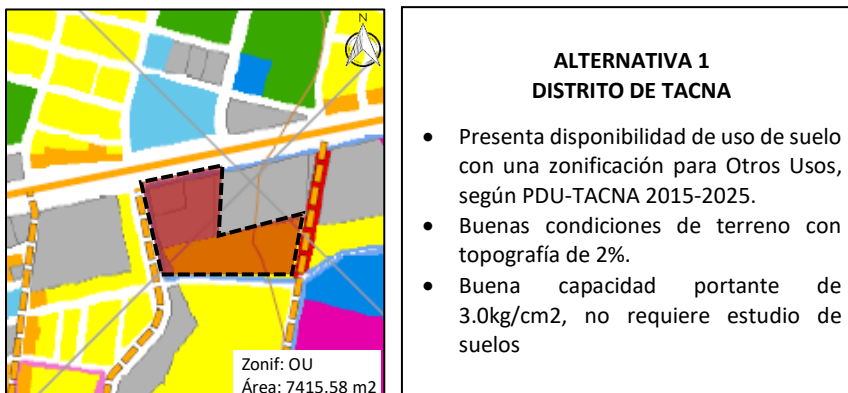 N
Zonif: OU
Área: 7415.58 m2
ALTERNATIVA 1
DISTRITO DE TACNA
• Presenta disponibilidad de uso de suelo
con una zonificación para Otros Usos,
según PDU-TACNA 2015-2025.
• Buenas condiciones de terreno con
topografía de 2%.
• Buena capacidad portante de
3.0kg/cm2, no requiere estudio de
suelos